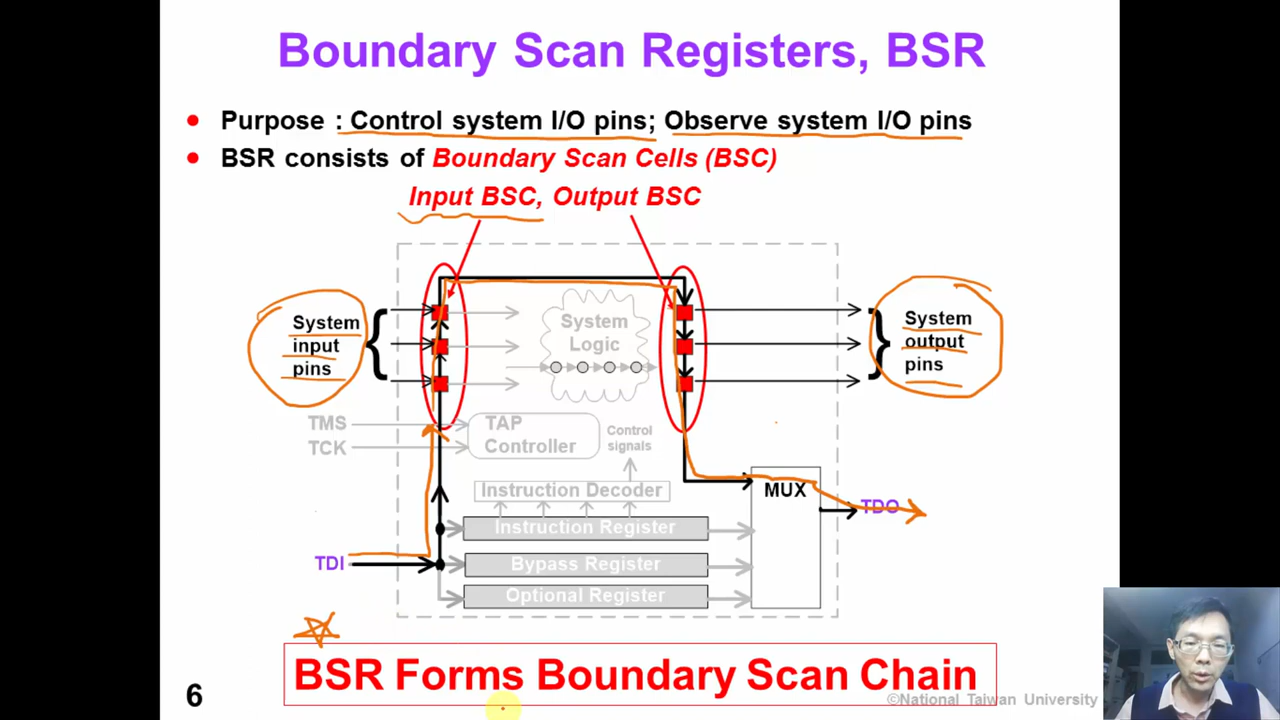 Boundary Scan Registers, BSR
Purpose : Control system I/O pins; Observe system I/O pins
BSR consists of Boundary Scan Cells (BSC)
Input BSC, Output BSC
System
input
pins
System
Logic
System
output
pins
TMS
TCK
TAP
Controller
Control
signals
Instruction Decoder
MUX
Instruction Register
TDO
TDI
Bypass Register
Optional Register
BSR Forms Boundary Scan Chain
6
©National Taiwan University